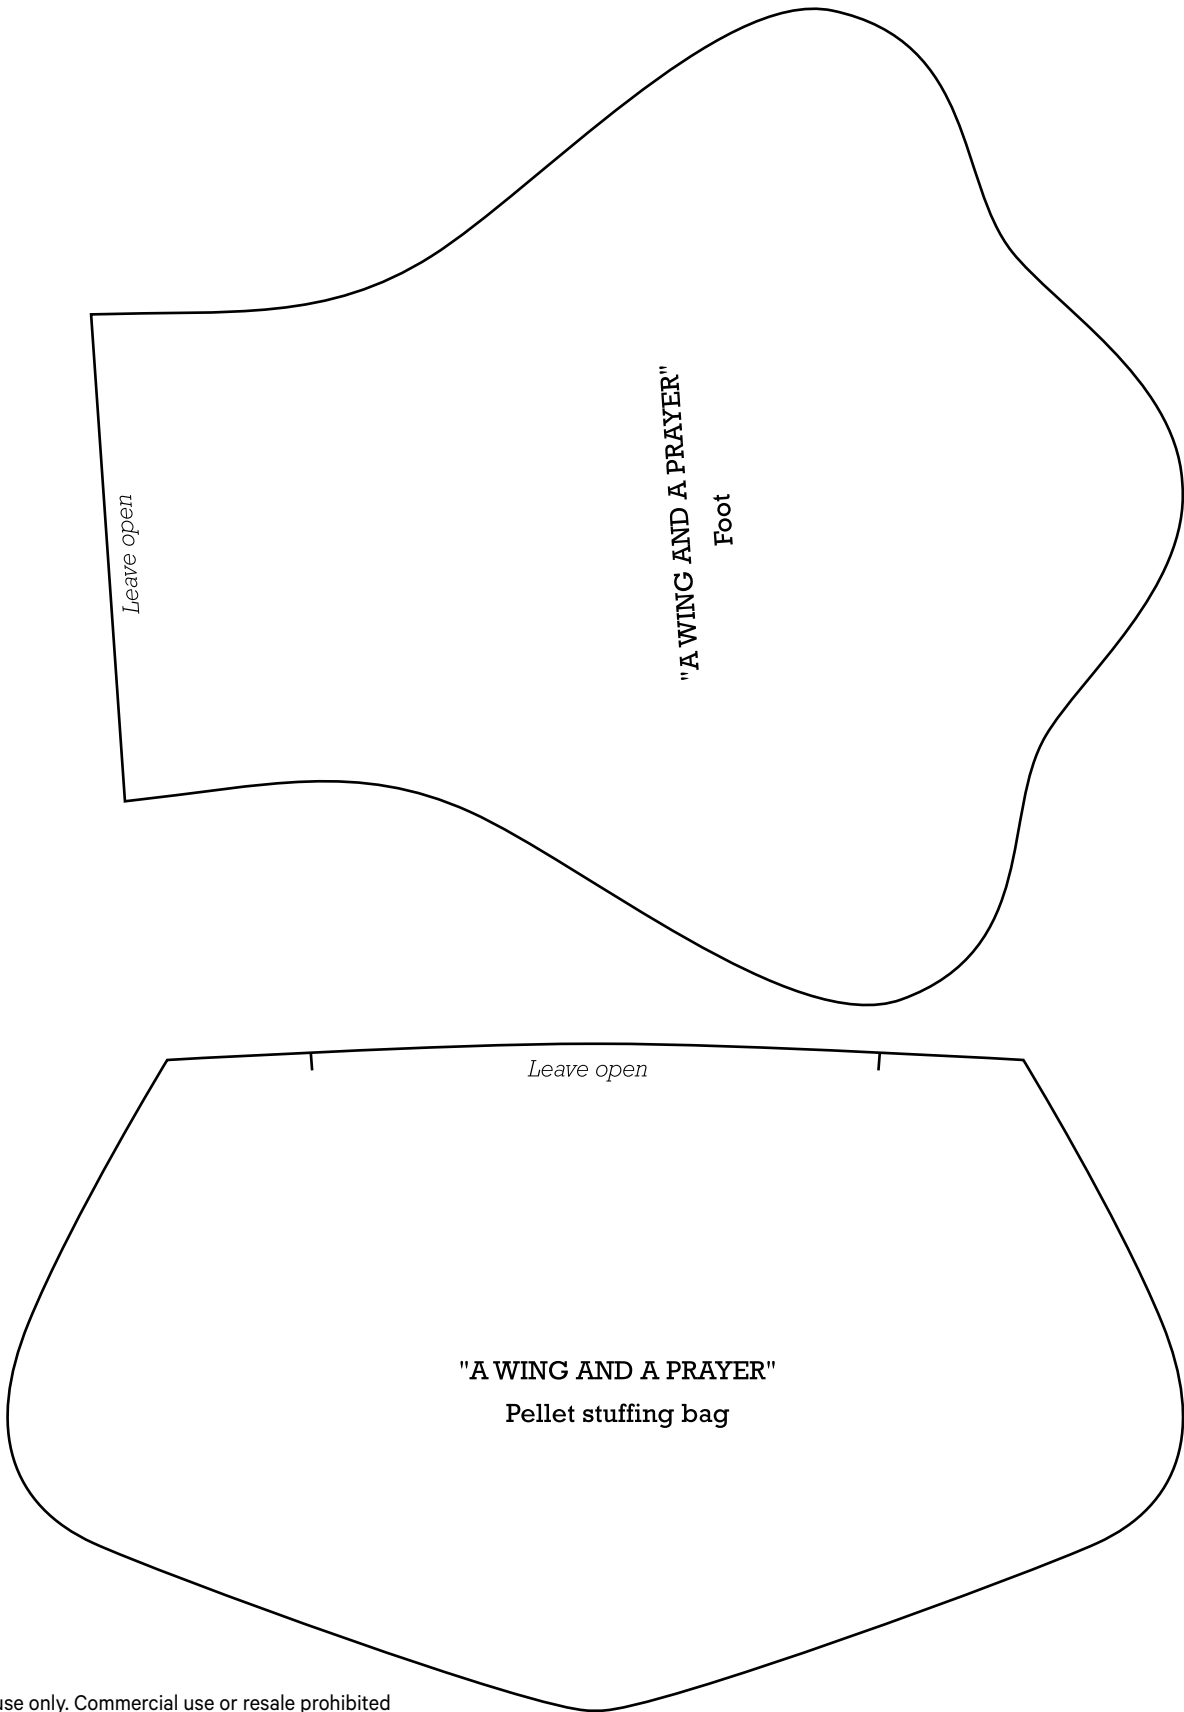 "A WING AND A PRAYER"
Foot
Leave open
Leave open
"A WING AND A PRAYER"
Pellet stuffing bag
use only. Commercial use or resale prohibited